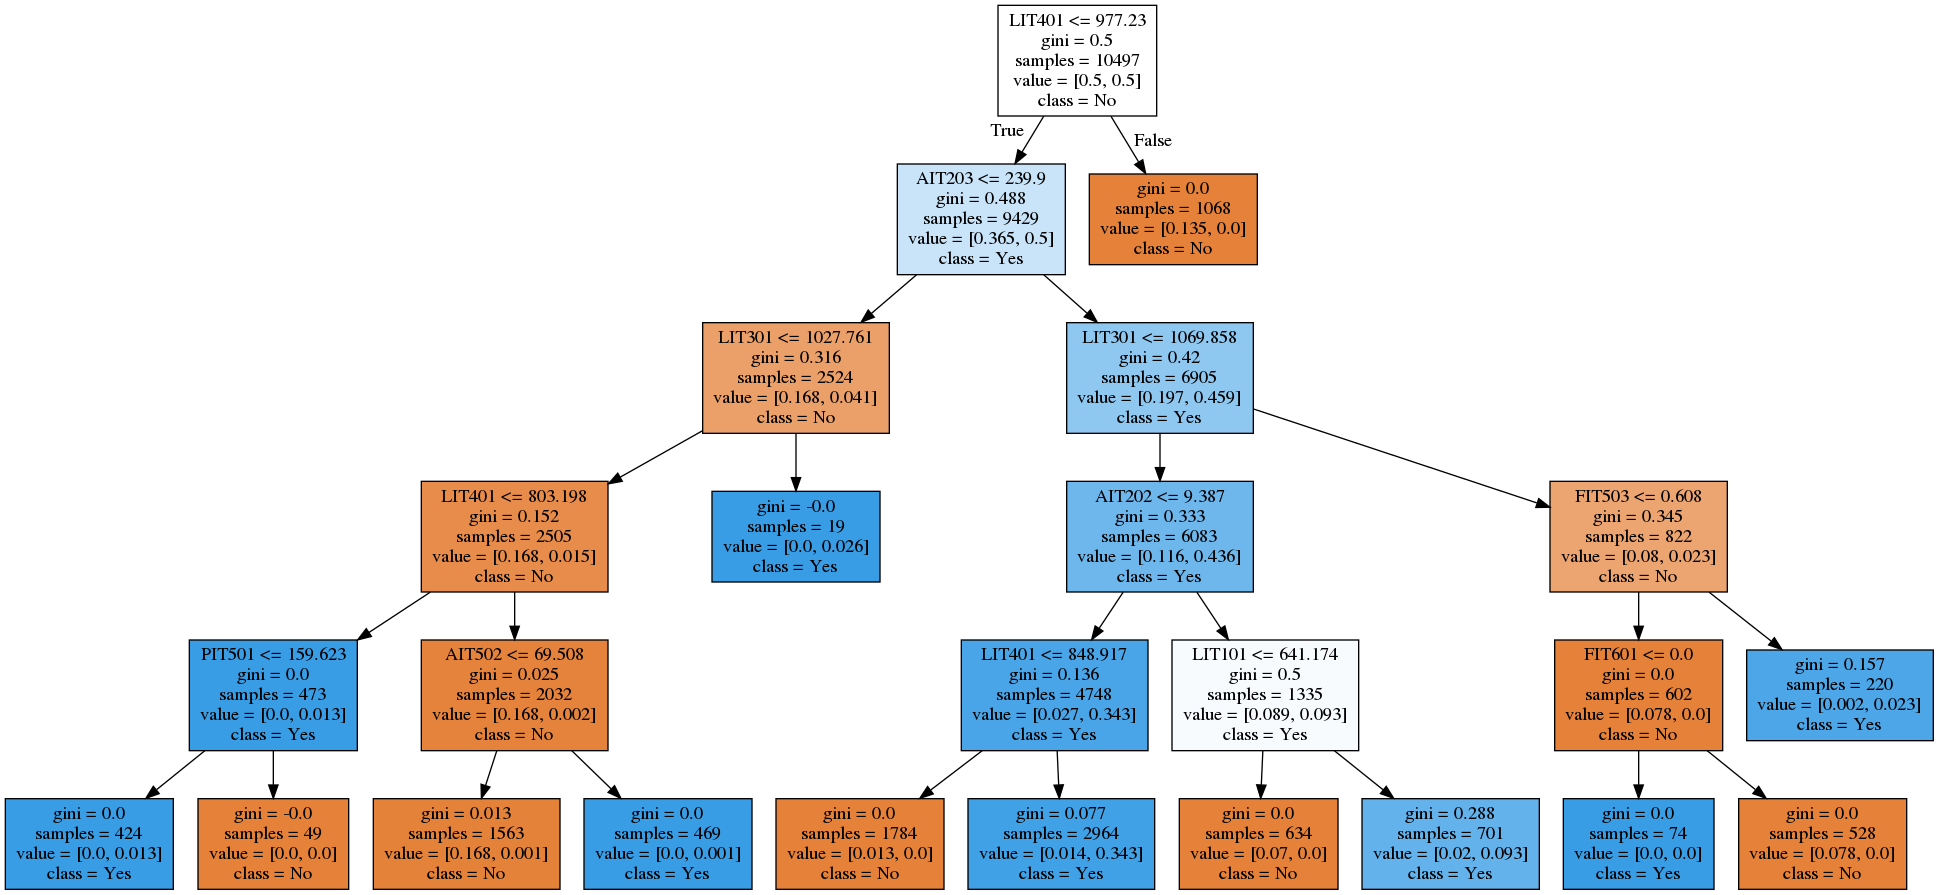 LIT401 <= 977.23
gini = 0.5
samples = 10497
value = [0.5, 0.5]
class = No
True
False
AIT203 <= 239.9
gini = 0.488
samples = 9429
value = [0.365, 0.5]
class = Yes
gini = 0.0
samples = 1068
value = [0.135, 0.0]
class = No
LIT301 <= 1027.761
gini = 0.316
samples = 2524
value = [0.168, 0.041]
class = No
LIT301 <= 1069.858
gini = 0.42
samples = 6905
value = [0.197, 0.459]
class = Yes
LIT401 <= 803.198
gini = 0.152
samples = 2505
value = [0.168, 0.015]
class = No
gini = -0.0
samples = 19
value = [0.0, 0.026]
class = Yes
AIT202 <= 9.387
gini = 0.333
samples = 6083
value = [0.116, 0.436]
class = Yes
FIT503 <= 0.608
gini = 0.345
samples = 822
value = [0.08, 0.023]
class = No
PIT501 <= 159.623
gini = 0.0
samples = 473
value = [0.0, 0.013]
class = Yes
AIT502 <= 69.508
gini = 0.025
samples = 2032
value = [0.168, 0.002]
class = No
LIT401 <= 848.917
gini = 0.136
samples = 4748
value = [0.027, 0.343]
class = Yes
LIT101 <= 641.174
gini = 0.5
samples = 1335
value = [0.089, 0.093]
class = Yes
FIT601 <= 0.0
gini = 0.0
samples = 602
value = [0.078, 0.0]
class = No
gini = 0.157
samples = 220
value = [0.002, 0.023]
class = Yes
gini = 0.0
samples = 424
value = [0.0, 0.013]
class = Yes
gini = -0.0
samples = 49
value = [0.0, 0.0]
class = No
gini = 0.013
samples = 1563
value = [0.168, 0.001]
class = No
gini = 0.0
samples = 469
value = [0.0, 0.001]
class = Yes
gini = 0.0
samples = 1784
value = [0.013, 0.0]
class = No
gini = 0.077
samples = 2964
value = [0.014, 0.343]
class = Yes
gini = 0.0
samples = 634
value = [0.07, 0.0]
class = No
gini = 0.288
samples = 701
value = [0.02, 0.093]
class = Yes
gini = 0.0
samples = 74
value = [0.0, 0.0]
class = Yes
gini = 0.0
samples = 528
value = [0.078, 0.0]
class = No